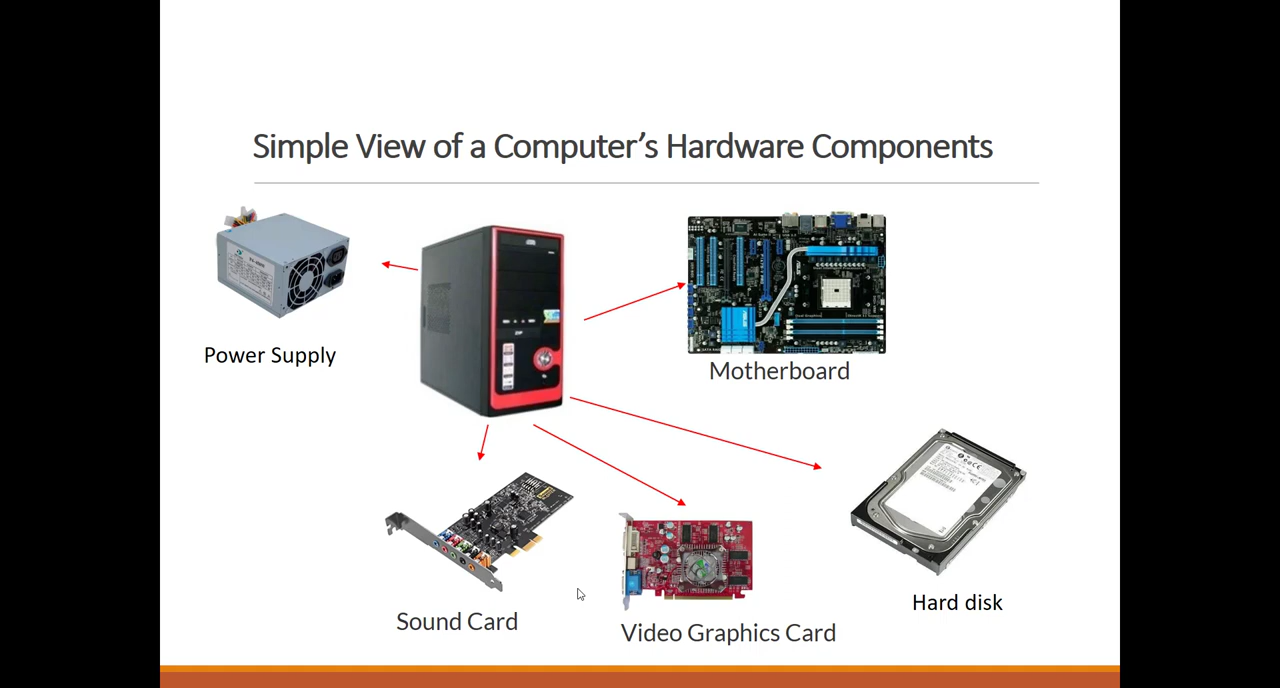 Simple View of a Computer's Hardware Components
Power Supply
Motherboard
Sound Card
Video Graphics Card
Hard disk